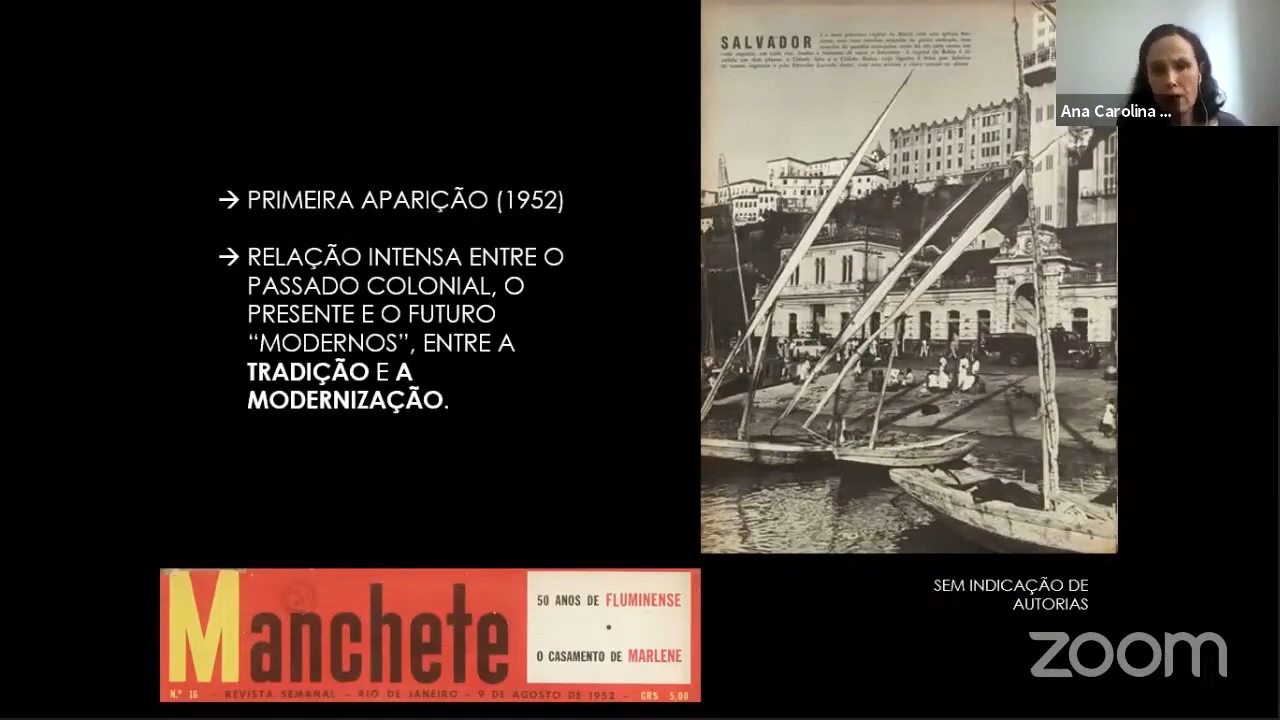 → PRIMEIRA APARIÇÃO (1952)
→ RELAÇÃO INTENSA ENTRE O
PASSADO COLONIAL, O
PRESENTE E O FUTURO
“MODERNOS”, ENTRE A
TRADIÇÃO E A
MODERNIZAÇÃO.
SALVADOR
Ana Carolina ...
Manchete
50 ANOS DE FLUMINENSE
•
O CASAMENTO DE MARLENE
N.º 16 – REVISTA SEMANAL – RIO DE JANEIRO – 9 DE AGOSTO DE 1952 – CR$ 5,00
SEM INDICAÇÃO DE
AUTORIAS
zoom